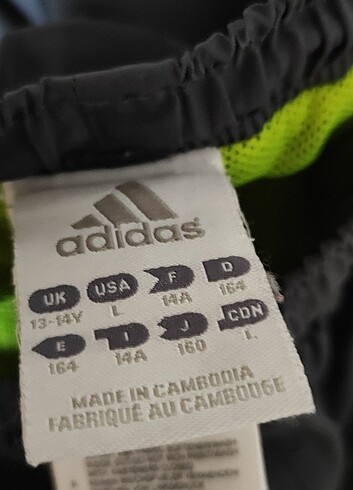 adidas
UK USA F D
13-14Y L 14A 164
E I J CDN
164 14A 160 L
MADE IN CAMBODIA
FABRIQUÉ AU CAMBODGE